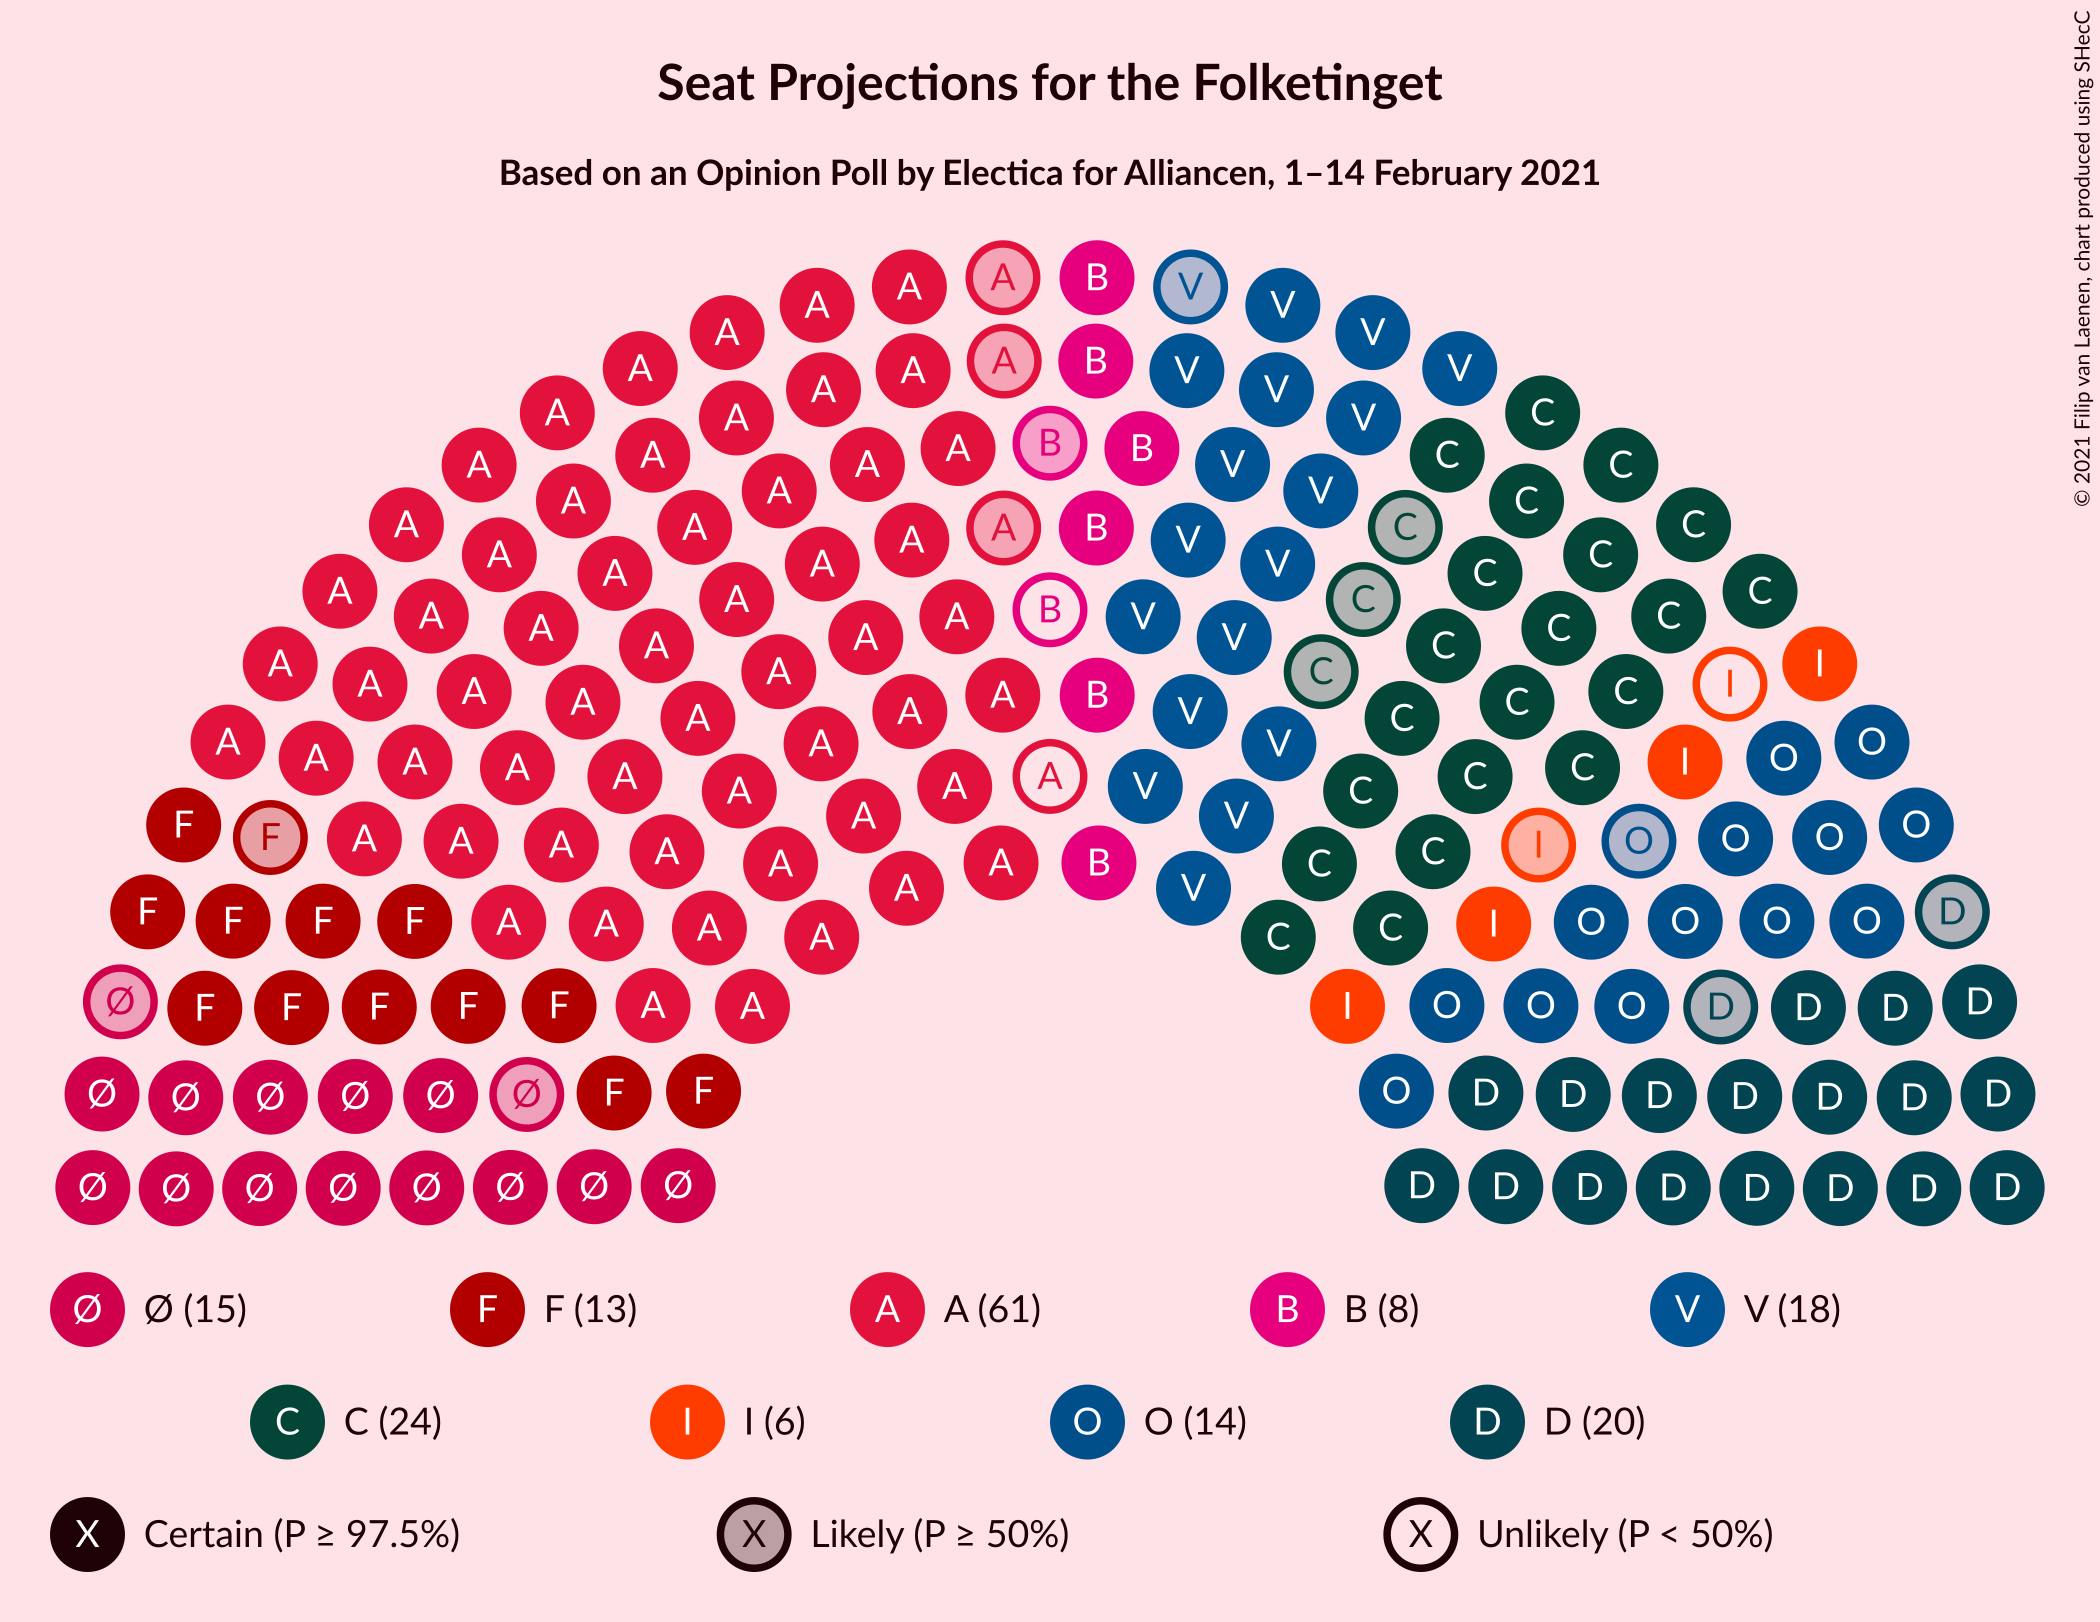 Seat Projections for the Folketinget
Based on an Opinion Poll by Electica for Alliancen, 1–14 February 2021
© 2021 Filip van Laenen, chart produced using SHecC
A A B V
A V
A V
A A A B V V
A V
A A V C
A A A A B B V C C
A A V C
A A A A B V C C
A A A V C C
A A C C
A A A A A B V V C C C
A A A A A A B C C C I I
A A V C
A A A A A A A A A V V C C C I O O
F F A A A A A A A B V C C I O O O O
F F F F A A A A A V C C I O O O O D
Ø F F F F F A A I O O O D D D D
Ø Ø Ø Ø Ø Ø F F O D D D D D D D
Ø Ø Ø Ø Ø Ø Ø Ø D D D D D D D D
Ø Ø (15) F F (13) A A (61) B B (8) V V (18)
C C (24) I I (6) O O (14) D D (20)
X Certain (P ≥ 97.5%) X Likely (P ≥ 50%) X Unlikely (P < 50%)